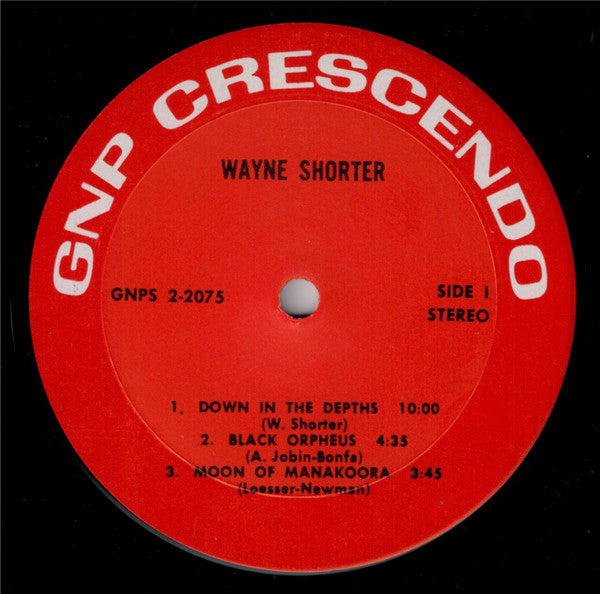 GNP CRESCENDO
WAYNE SHORTER
GNPS 2-2075
SIDE I
STEREO
1. DOWN IN THE DEPTHS 10:00
(W. Shorter)
2. BLACK ORPHEUS 4:35
(A. Jobin-Bonfa)
3. MOON OF MANAKOORA 3:45
(Loesser-Newman)